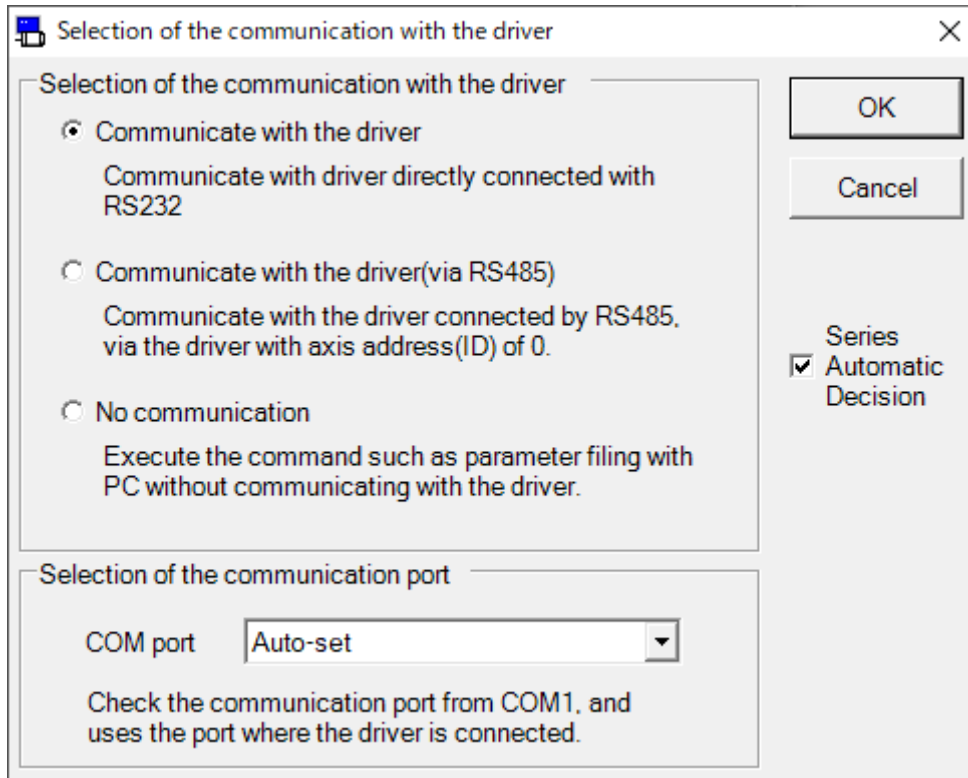 Selection of the communication with the driver
Selection of the communication with the driver
Communicate with the driver
Communicate with driver directly connected with
RS232
Communicate with the driver(via RS485)
Communicate with the driver connected by RS485,
via the driver with axis address(ID) of 0.
No communication
Execute the command such as parameter filing with
PC without communicating with the driver.
OK
Cancel
Series
Automatic
Decision
Selection of the communication port
COM port
Auto-set
Check the communication port from COM1, and
uses the port where the driver is connected.